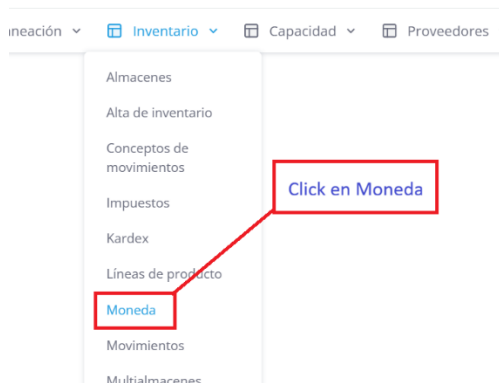 neación Inventario Capacidad Proveedores
Almacenes
Alta de inventario
Conceptos de
movimientos
Impuestos
Click en Moneda
Kardex
Líneas de producto
Moneda
Movimientos
Multialmacenes